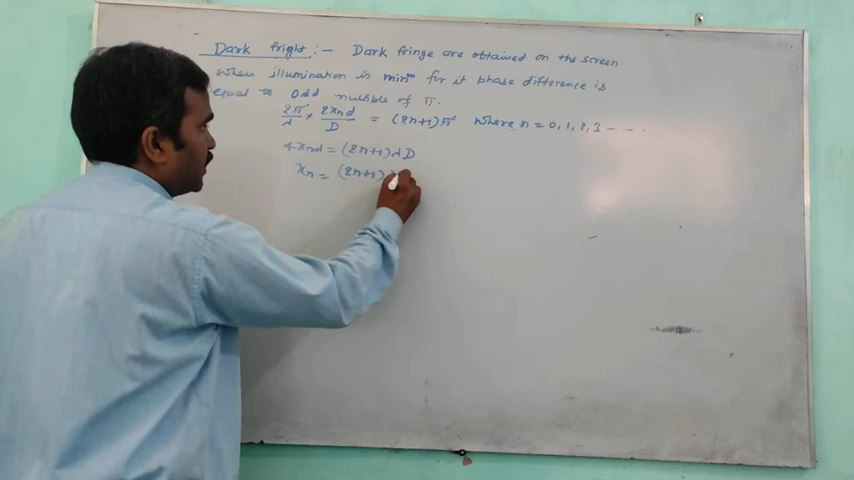 Dark fright :- Dark fringe are obtained on the screen
when illumination is minm for it phase difference is
equal to odd multiple of π.
2π/λ × 2xnd/D = (2n+1)π where n = 0, 1, 2, 3 - - - .
4xnd = (2n+1) λD
xn = (2n+1)